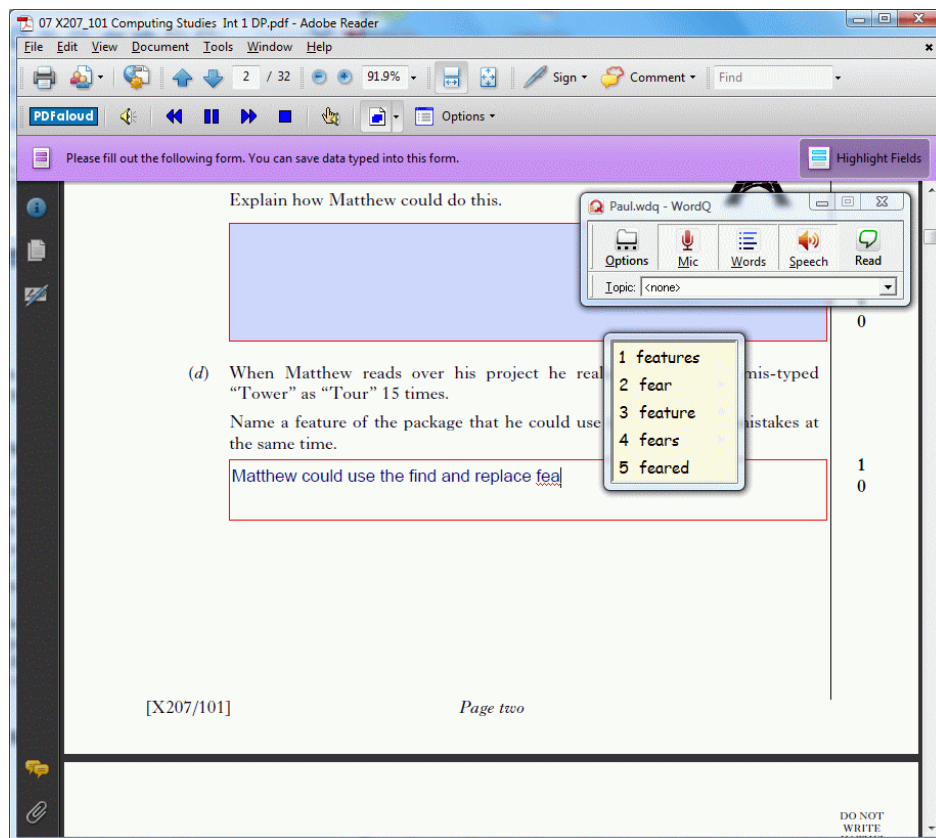 07 X207_101 Computing Studies Int 1 DP.pdf - Adobe Reader
File Edit View Document Tools Window Help
2 / 32 91.9% Sign Comment Find
PDFaloud Options
Please fill out the following form. You can save data typed into this form. Highlight Fields
Explain how Matthew could do this.
Paul.wdq - WordQ
Options Mic Words Speech Read
Topic: <none>
0
(d) When Matthew reads over his project he mis-typed
"Tower" as "Tour" 15 times.
Name a feature of the package that he could use at
the same time.
1 features
2 fear
3 feature
4 fears
5 feared
Matthew could use the find and replace fea
1
0
[X207/101] Page two
DO NOT
WRITE